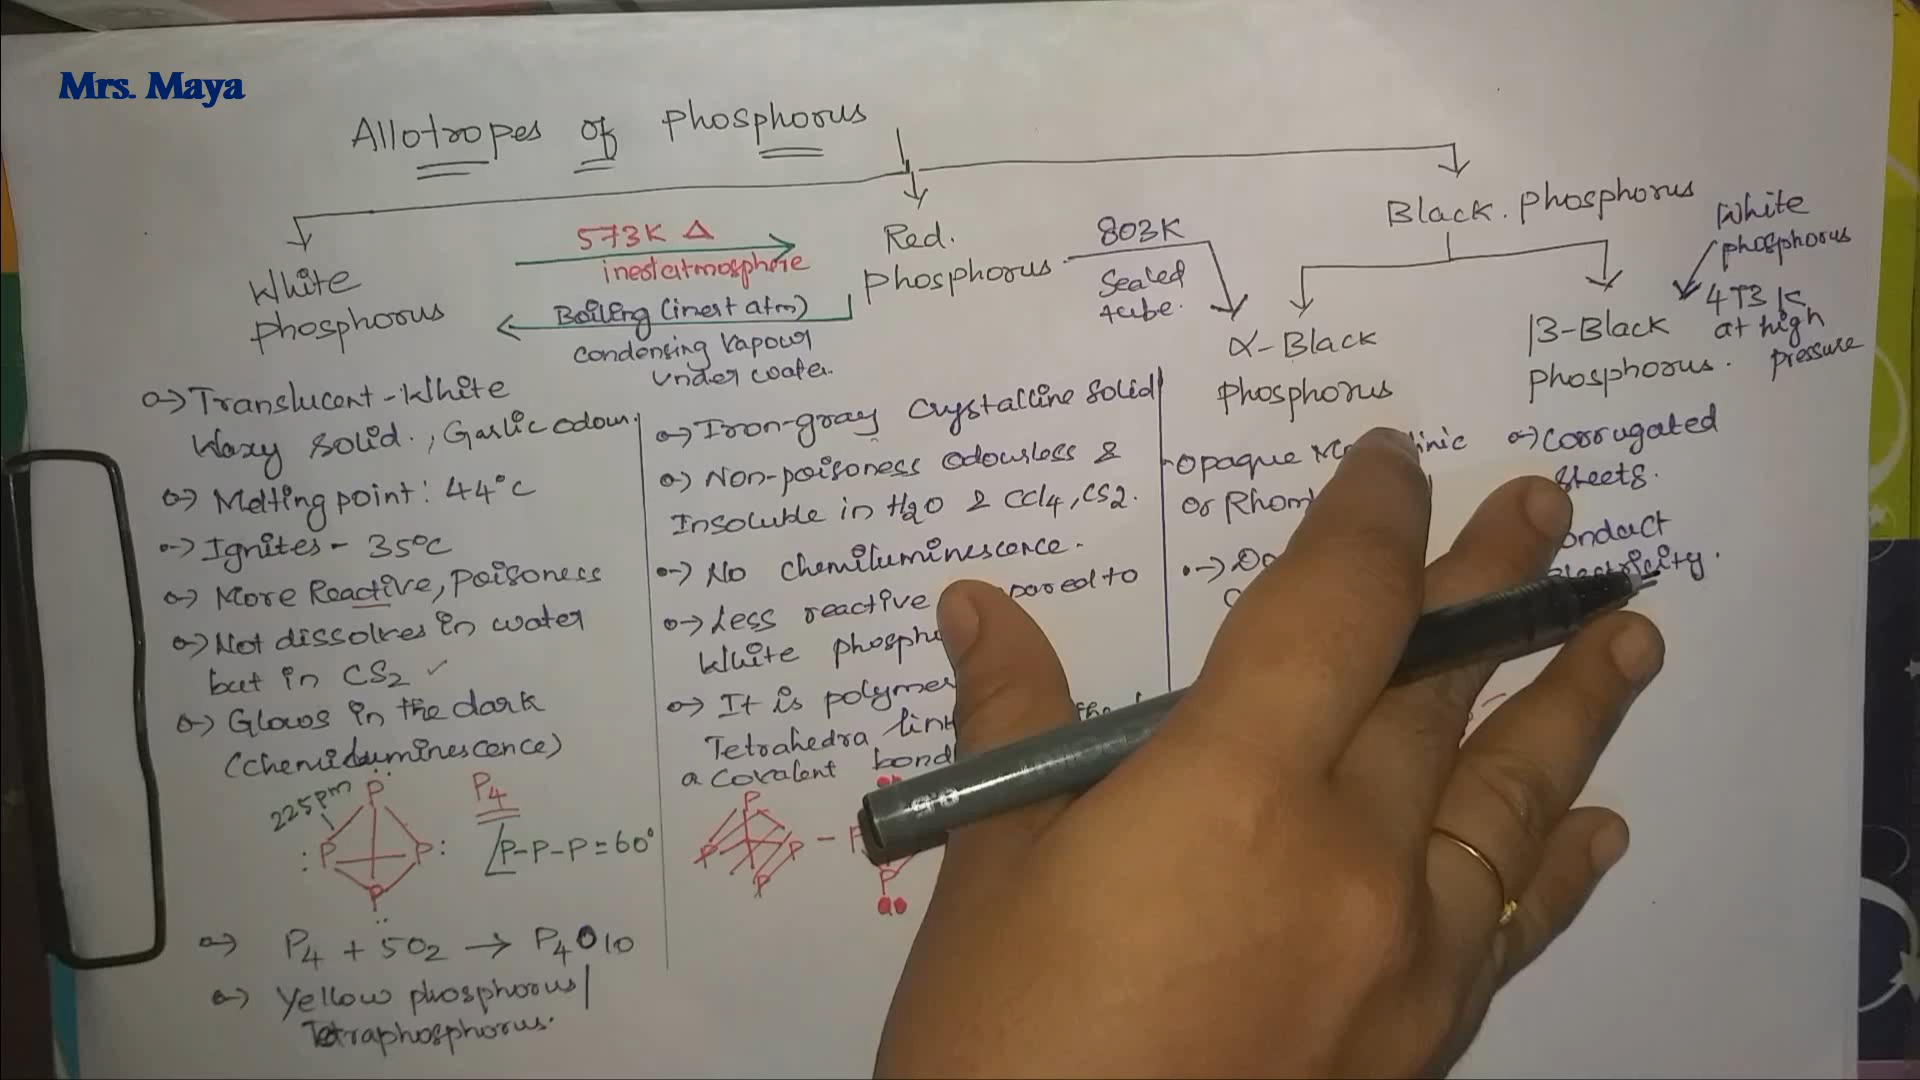 Mrs. Maya
Allotropes of Phosphorus
White
Phosphorus
573K Δ
inert atmosphere
Boiling (inert atm)
Condensing Vapour
Under water.
Red.
Phosphorus
803K
Sealed
tube.
Black. Phosphorus
α-Black
Phosphorus
β-Black
Phosphorus.
White
Phosphorus
473K
at high
pressure
Translucent - White
Waxy Solid., Garlic odour.
Melting point: 44°C
Ignites - 35°C
More Reactive, Poisoness
Not dissolves in water
but in CS2 ✓
Glows in the dark
(Chemiluminescence)
225pm
P
:P P:
P
P4
∠P-P-P=60°
P4 + 5O2 → P4O10
Yellow phosphorus/
Tetraphosphorus.
Iron-gray Crystalline Solid
Non-poisoness Odourless &
Insoluble in H2O & CCl4, CS2.
No chemiluminescence.
Less reactive to
White
It is
Tetrahedra
a Covalent bond
P
P P - P
P P
Opaque
or
Corrugated
Sheets.